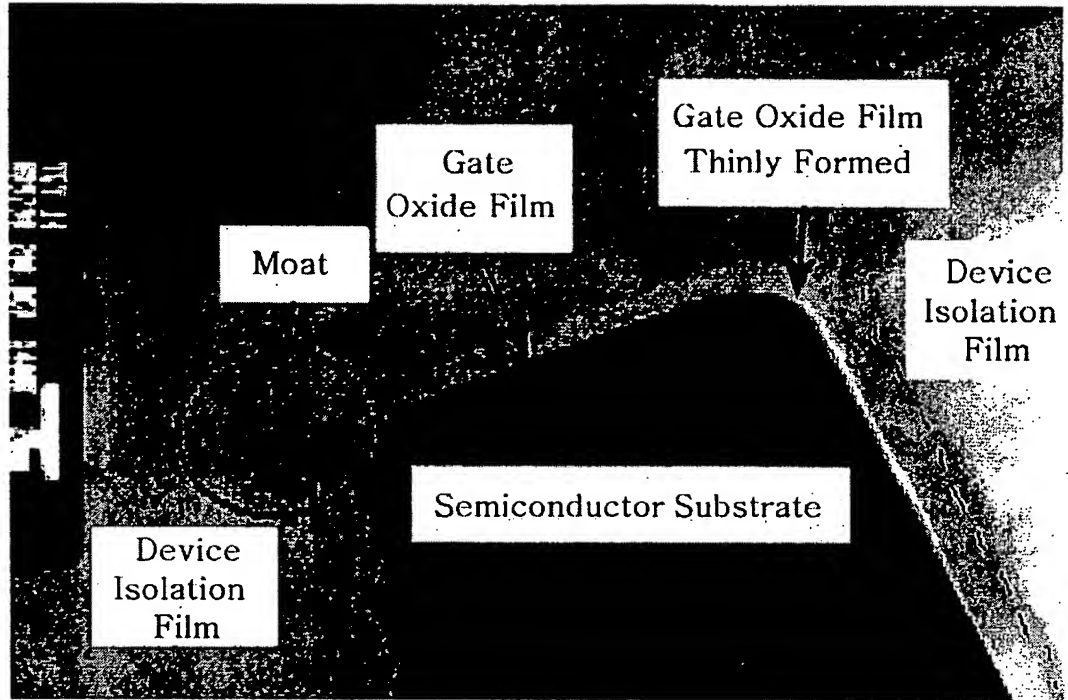 Gate Oxide Film
Thinly Formed
Gate
Oxide Film
Moat
Device
Isolation
Film
Semiconductor Substrate
Device
Isolation
Film